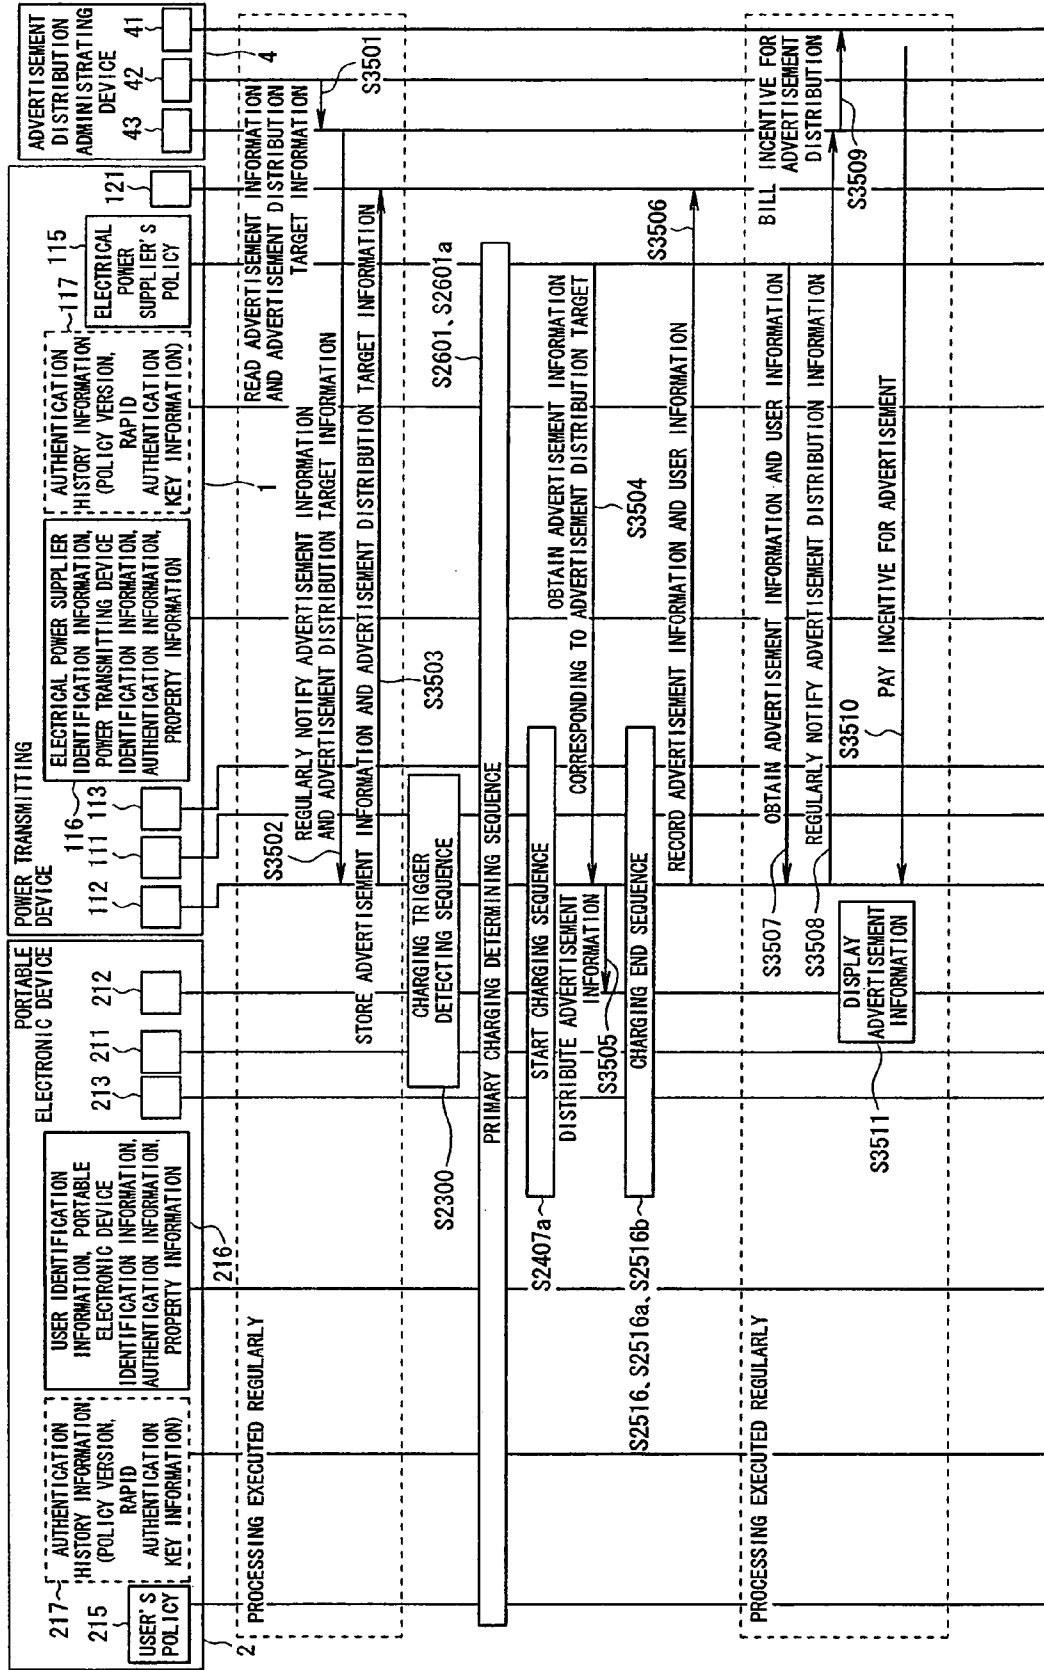 PORTABLE
ELECTRONIC DEVICE
217
AUTHENTICATION
HISTORY INFORMATION
(POLICY VERSION,
RAPID
AUTHENTICATION
KEY INFORMATION)
215
USER'S
POLICY
2
USER IDENTIFICATION
INFORMATION, PORTABLE
ELECTRONIC DEVICE
IDENTIFICATION INFORMATION,
AUTHENTICATION INFORMATION,
PROPERTY INFORMATION
216
213
211
212
POWER TRANSMITTING
DEVICE
112
111
113
116
ELECTRICAL POWER SUPPLIER
IDENTIFICATION INFORMATION,
POWER TRANSMITTING DEVICE
IDENTIFICATION INFORMATION,
AUTHENTICATION INFORMATION,
PROPERTY INFORMATION
1
AUTHENTICATION
HISTORY INFORMATION
(POLICY VERSION,
RAPID
AUTHENTICATION
KEY INFORMATION)
117
115
ELECTRICAL
POWER
SUPPLIER'S
POLICY
121
ADVERTISEMENT
DISTRIBUTION
ADMINISTRATING
DEVICE
43
42
41
4
PROCESSING EXECUTED REGULARLY
READ ADVERTISEMENT INFORMATION
AND ADVERTISEMENT DISTRIBUTION
TARGET INFORMATION
S3501
REGULARLY NOTIFY ADVERTISEMENT INFORMATION
AND ADVERTISEMENT DISTRIBUTION TARGET INFORMATION
S3502
STORE ADVERTISEMENT INFORMATION AND ADVERTISEMENT DISTRIBUTION TARGET INFORMATION
S3503
CHARGING TRIGGER
DETECTING SEQUENCE
S2300
PRIMARY CHARGING DETERMINING SEQUENCE
S2601、S2601a
START CHARGING SEQUENCE
S2407a
OBTAIN ADVERTISEMENT INFORMATION
CORRESPONDING TO ADVERTISEMENT DISTRIBUTION TARGET
S3504
DISTRIBUTE ADVERTISEMENT
INFORMATION
S3505
CHARGING END SEQUENCE
S2516、S2516a、S2516b
RECORD ADVERTISEMENT INFORMATION AND USER INFORMATION
S3506
PROCESSING EXECUTED REGULARLY
OBTAIN ADVERTISEMENT INFORMATION AND USER INFORMATION
S3507
REGULARLY NOTIFY ADVERTISEMENT DISTRIBUTION INFORMATION
S3508
BILL INCENTIVE FOR
ADVERTISEMENT
DISTRIBUTION
S3509
PAY INCENTIVE FOR ADVERTISEMENT
S3510
DISPLAY
ADVERTISEMENT
INFORMATION
S3511